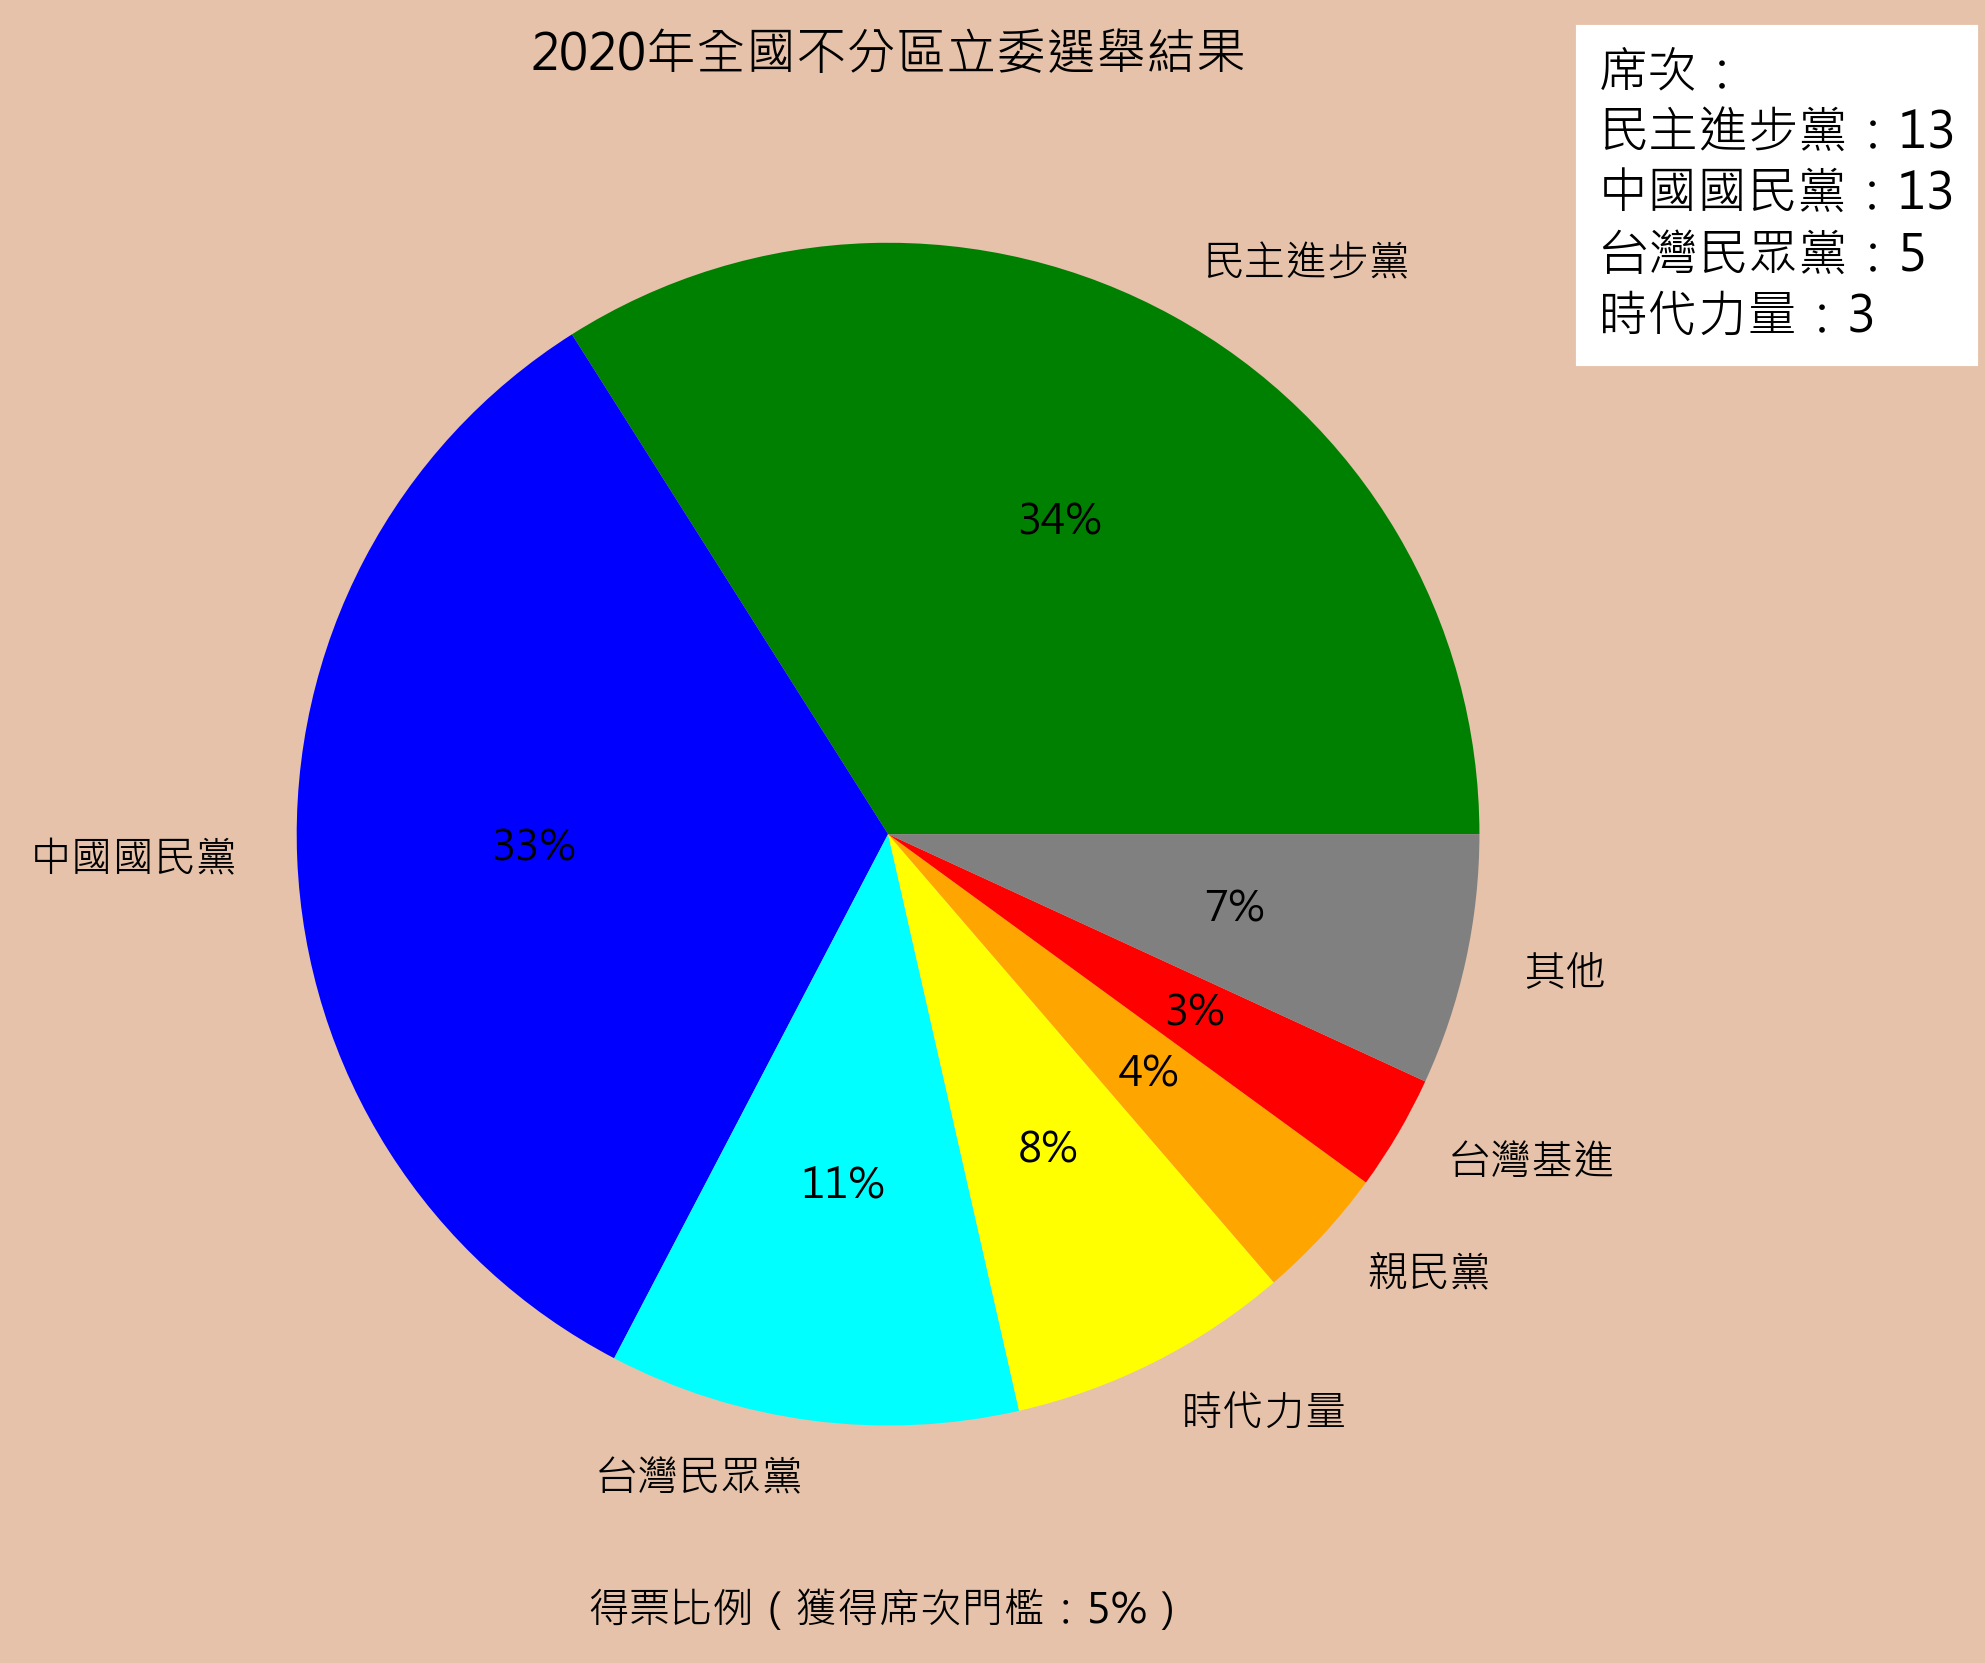 2020年全國不分區立委選舉結果
席次：
民主進步黨：13
中國國民黨：13
台灣民眾黨：5
時代力量：3
民主進步黨
34%
中國國民黨
33%
台灣民眾黨
11%
時代力量
8%
親民黨
4%
台灣基進
3%
其他
7%
得票比例（獲得席次門檻：5%）